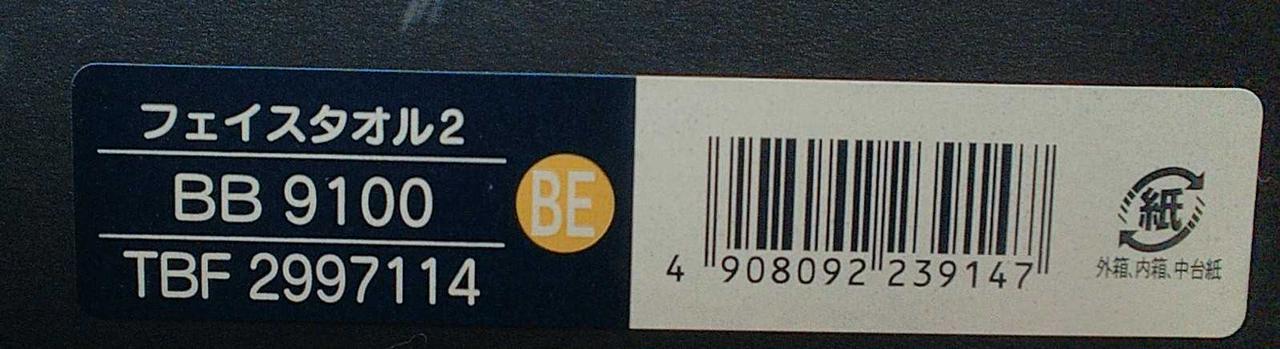 フェイスタオル2
BB 9100
TBF 2997114
BE
4 908092 239147
紙
外箱、内箱、中台紙